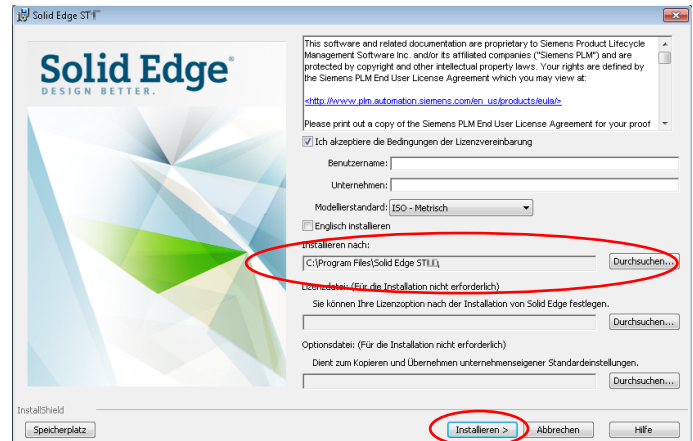 Solid Edge
Solid Edge®
DESIGN BETTER.
This software and related documentation are proprietary to Siemens Product Lifecycle
Management Software Inc. and/or its affiliated companies ("Siemens PLM") and are
protected by copyright and other intellectual property laws. Your rights are defined by
the Siemens PLM End User License Agreement which you may view at:
<http://www.plm.automation.siemens.com/en_us/products/eula/>
Please print out a copy of the Siemens PLM End User License Agreement for your proof
Ich akzeptiere die Bedingungen der Lizenzvereinbarung
Benutzername:
Unternehmen:
Modellierstandard: ISO - Metrisch
Englisch installieren
Installieren nach:
C:\Program Files\Solid Edge Durchsuchen...
Lizenzdatei: (Für die Installation nicht erforderlich)
Sie können Ihre Lizenzoption nach der Installation von Solid Edge festlegen.
Durchsuchen...
Optionsdatei: (Für die Installation nicht erforderlich)
Dient zum Kopieren und Übernehmen unternehmenseigener Standardeinstellungen.
Durchsuchen...
InstallShield
Speicherplatz Installieren > Abbrechen Hilfe